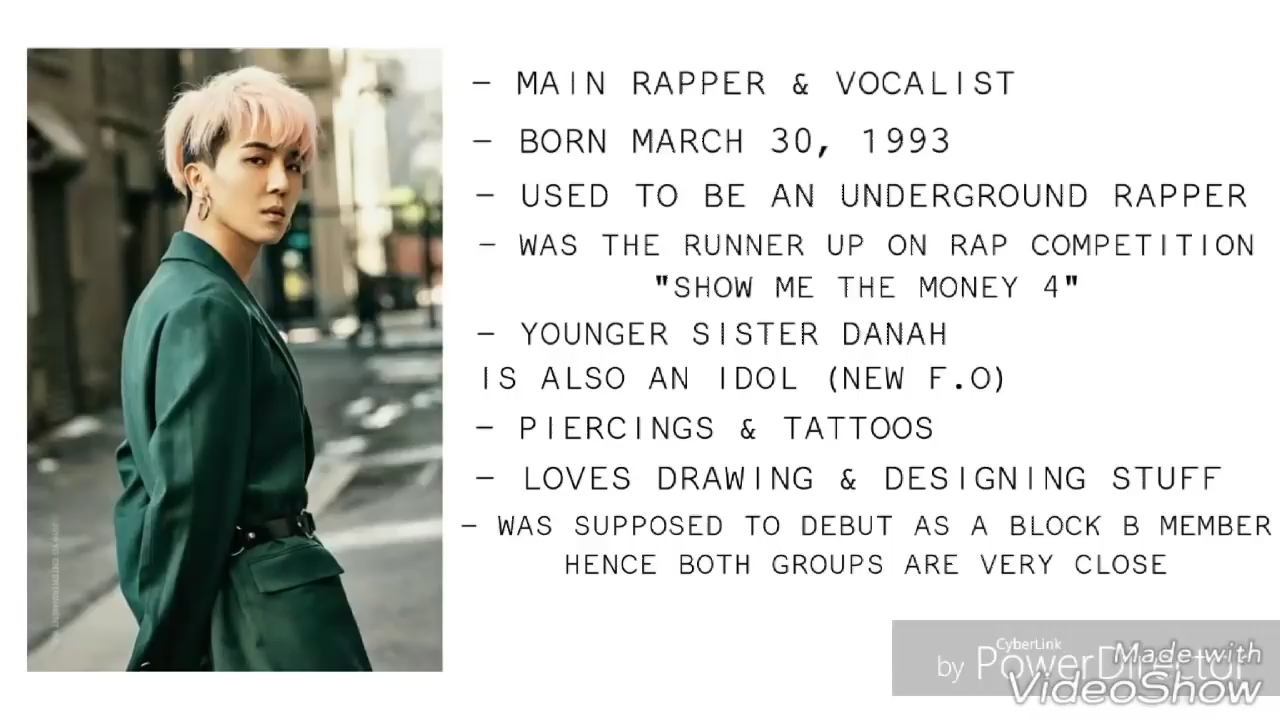 - MAIN RAPPER & VOCALIST
- BORN MARCH 30, 1993
- USED TO BE AN UNDERGROUND RAPPER
- WAS THE RUNNER UP ON RAP COMPETITION
"SHOW ME THE MONEY 4"
- YOUNGER SISTER DANAH
IS ALSO AN IDOL (NEW F.O)
- PIERCINGS & TATTOOS
- LOVES DRAWING & DESIGNING STUFF
- WAS SUPPOSED TO DEBUT AS A BLOCK B MEMBER
HENCE BOTH GROUPS ARE VERY CLOSE
CyberLink
by PowerDirector
Made with
VideoShow